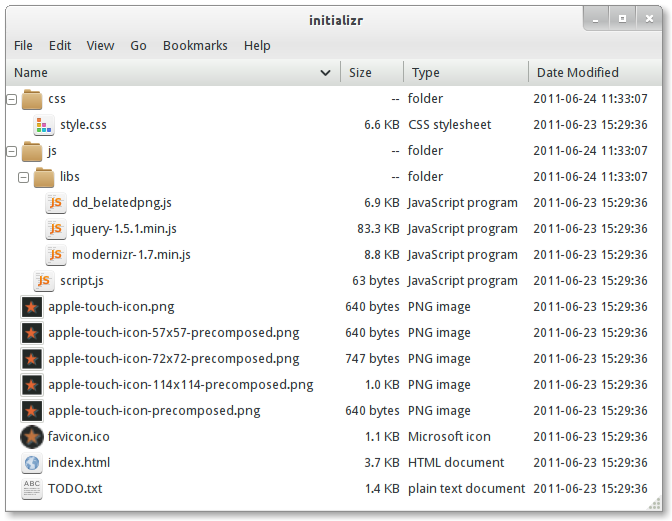 initializr
File Edit View Go Bookmarks Help
Name Size Type Date Modified
css -- folder 2011-06-24 11:33:07
style.css 6.6 KB CSS stylesheet 2011-06-23 15:29:36
js -- folder 2011-06-24 11:33:07
libs -- folder 2011-06-24 11:33:07
JS dd_belatedpng.js 6.9 KB JavaScript program 2011-06-23 15:29:36
JS jquery-1.5.1.min.js 83.3 KB JavaScript program 2011-06-23 15:29:36
JS modernizr-1.7.min.js 8.8 KB JavaScript program 2011-06-23 15:29:36
JS script.js 63 bytes JavaScript program 2011-06-23 15:29:36
apple-touch-icon.png 640 bytes PNG image 2011-06-23 15:29:36
apple-touch-icon-57x57-precomposed.png 640 bytes PNG image 2011-06-23 15:29:36
apple-touch-icon-72x72-precomposed.png 747 bytes PNG image 2011-06-23 15:29:36
apple-touch-icon-114x114-precomposed.png 1.0 KB PNG image 2011-06-23 15:29:36
apple-touch-icon-precomposed.png 640 bytes PNG image 2011-06-23 15:29:36
favicon.ico 1.1 KB Microsoft icon 2011-06-23 15:29:36
index.html 3.7 KB HTML document 2011-06-23 15:29:36
ABC TODO.txt 1.4 KB plain text document 2011-06-23 15:29:36